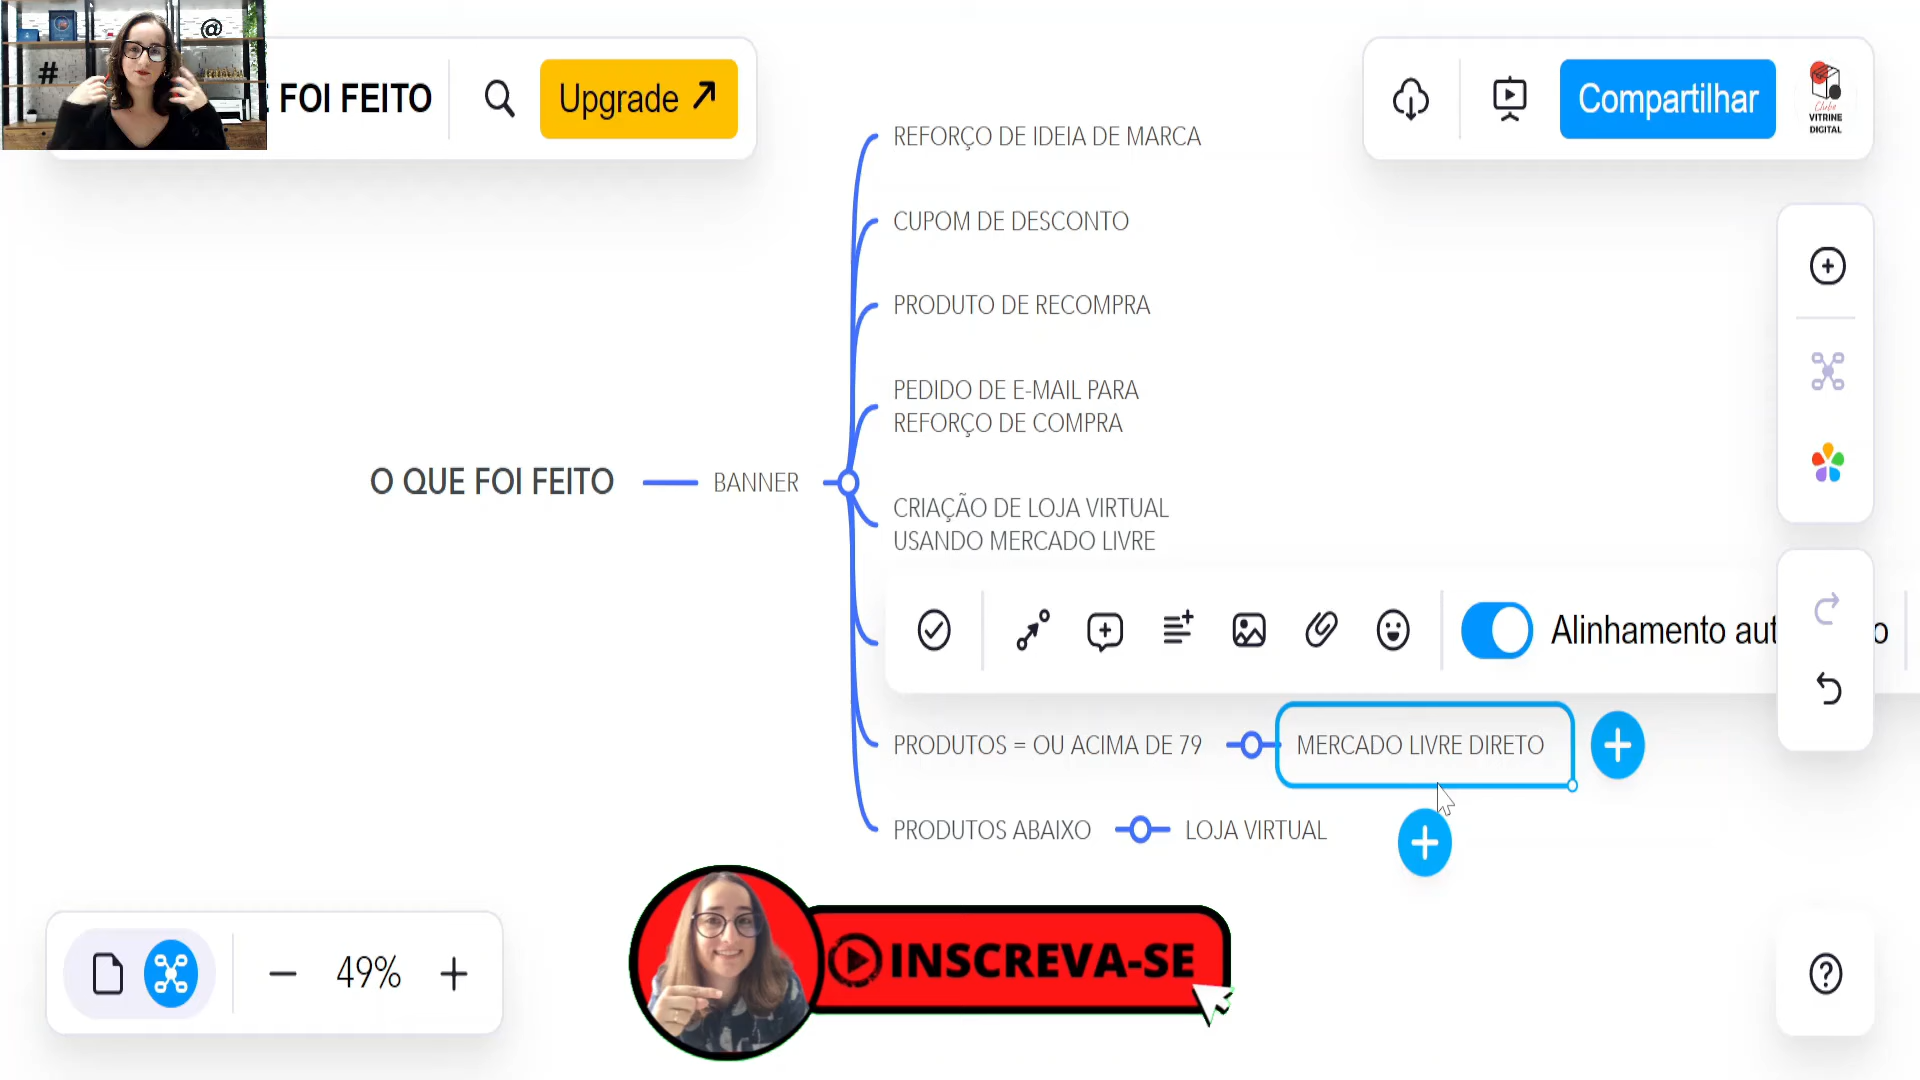 @
#
FOI FEITO
Upgrade
Compartilhar
Clube
VITRINE
DIGITAL
REFORÇO DE IDEIA DE MARCA
CUPOM DE DESCONTO
PRODUTO DE RECOMPRA
PEDIDO DE E-MAIL PARA
REFORÇO DE COMPRA
O QUE FOI FEITO
BANNER
CRIAÇÃO DE LOJA VIRTUAL
USANDO MERCADO LIVRE
Alinhamento aut
o
PRODUTOS = OU ACIMA DE 79
MERCADO LIVRE DIRETO
PRODUTOS ABAIXO
LOJA VIRTUAL
49%
INSCREVA-SE